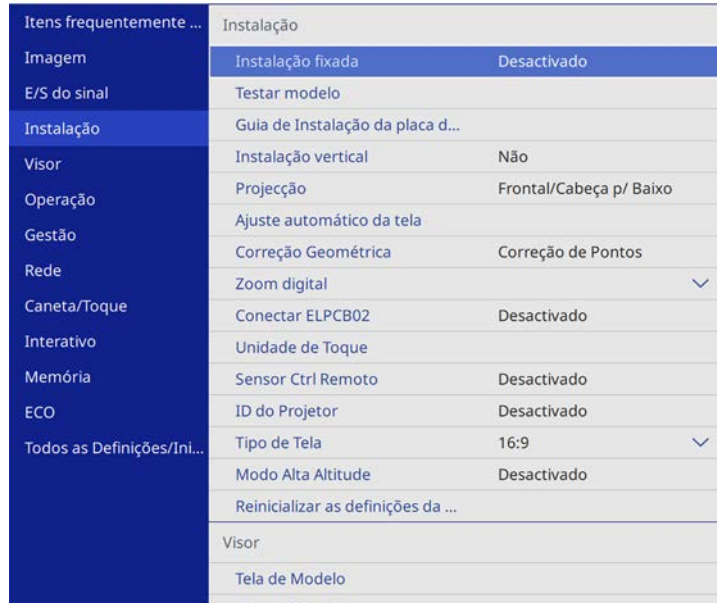 Itens frequentemente ...
Imagem
E/S do sinal
Instalação
Visor
Operação
Gestão
Rede
Caneta/Toque
Interativo
Memória
ECO
Todos as Definições/Ini...
Instalação
Instalação fixada Desactivado
Testar modelo
Guia de Instalação da placa d...
Instalação vertical Não
Projecção Frontal/Cabeça p/ Baixo
Ajuste automático da tela
Correção Geométrica Correção de Pontos
Zoom digital
Conectar ELPCB02 Desactivado
Unidade de Toque
Sensor Ctrl Remoto Desactivado
ID do Projetor Desactivado
Tipo de Tela 16:9
Modo Alta Altitude Desactivado
Reinicializar as definições da ...
Visor
Tela de Modelo